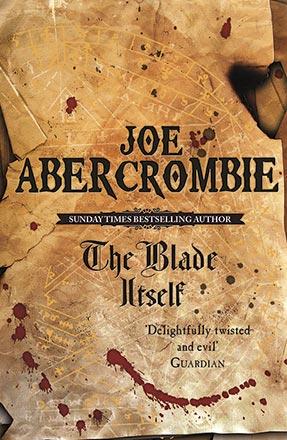 JOE
ABERCROMBIE
SUNDAY TIMES BESTSELLING AUTHOR
The Blade
Itself
'Delightfully twisted
and evil'
GUARDIAN